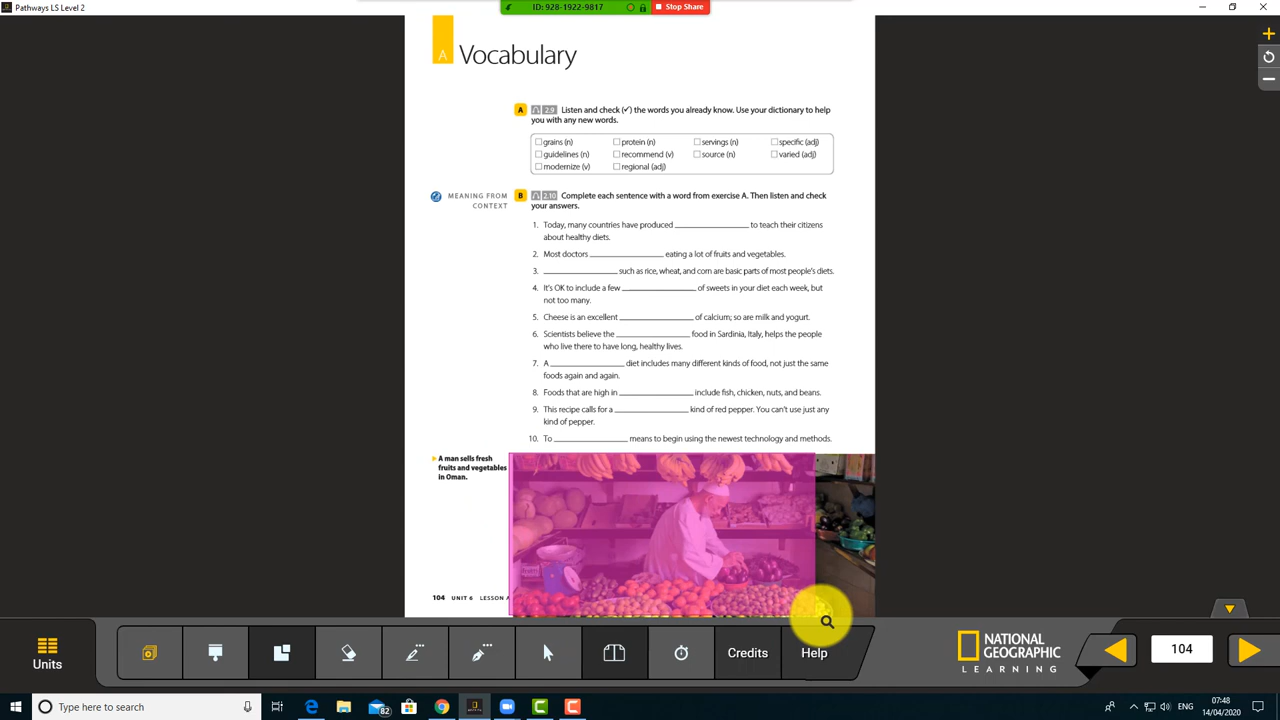 Pathways LS Level 2
ID: 928-1922-9817
Stop Share
A Vocabulary
A 2.9 Listen and check (✓) the words you already know. Use your dictionary to help
you with any new words.
grains (n) protein (n) servings (n) specific (adj)
guidelines (n) recommend (v) source (n) varied (adj)
modernize (v) regional (adj)
MEANING FROM
CONTEXT
B 2.10 Complete each sentence with a word from exercise A. Then listen and check
your answers.
1. Today, many countries have produced ________________ to teach their citizens
about healthy diets.
2. Most doctors ________________ eating a lot of fruits and vegetables.
3. ________________ such as rice, wheat, and corn are basic parts of most people's diets.
4. It's OK to include a few ________________ of sweets in your diet each week, but
not too many.
5. Cheese is an excellent ________________ of calcium; so are milk and yogurt.
6. Scientists believe the ________________ food in Sardinia, Italy, helps the people
who live there to have long, healthy lives.
7. A ________________ diet includes many different kinds of food, not just the same
foods again and again.
8. Foods that are high in ________________ include fish, chicken, nuts, and beans.
9. This recipe calls for a ________________ kind of red pepper. You can't use just any
kind of pepper.
10. To ________________ means to begin using the newest technology and methods.
A man sells fresh
fruits and vegetables
in Oman.
104 UNIT 6 LESSON A
Units
Credits
Help
NATIONAL
GEOGRAPHIC
LEARNING
104
Type here to search
82
ENG
07:48
14/04/2020